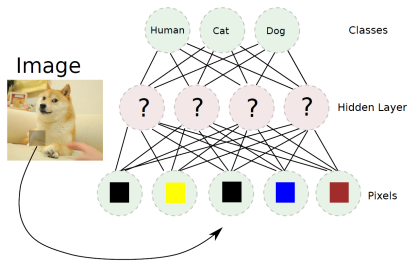 Human Cat Dog Classes
Image
? ? ? ? Hidden Layer
Pixels